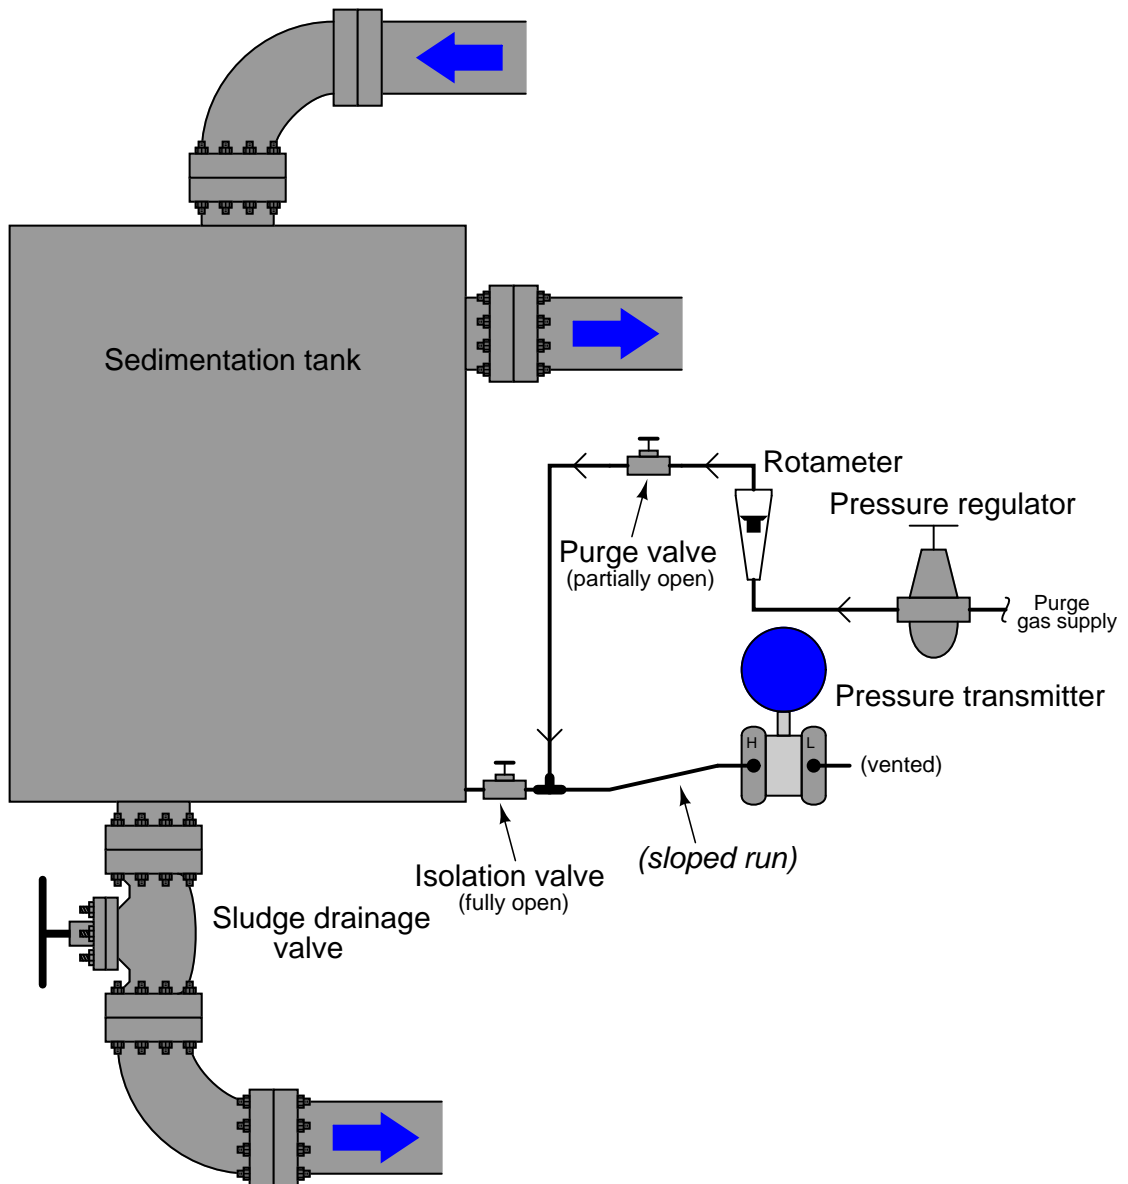 Sedimentation tank
Rotameter
Pressure regulator
Purge valve
(partially open)
Purge
gas supply
Pressure transmitter
H
L
(vented)
(sloped run)
Isolation valve
(fully open)
Sludge drainage
valve